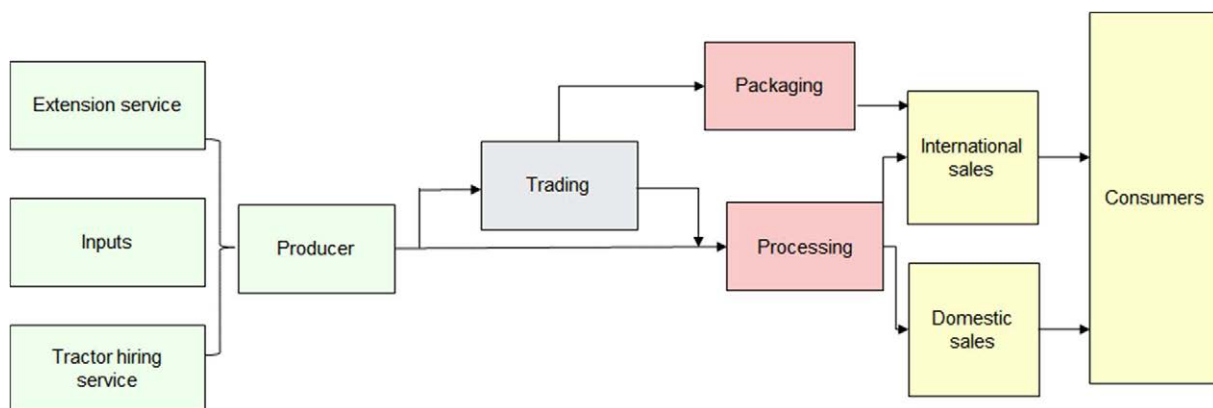 Extension service
Inputs
Tractor hiring
service
Producer
Trading
Packaging
Processing
International
sales
Domestic
sales
Consumers